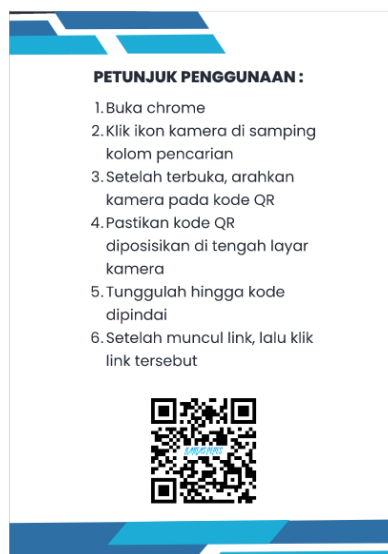 PETUNJUK PENGGUNAAN :
1. Buka chrome
2. Klik ikon kamera di samping
kolom pencarian
3. Setelah terbuka, arahkan
kamera pada kode QR
4. Pastikan kode QR
diposisikan di tengah layar
kamera
5. Tunggulah hingga kode
dipindai
6. Setelah muncul link, lalu klik
link tersebut